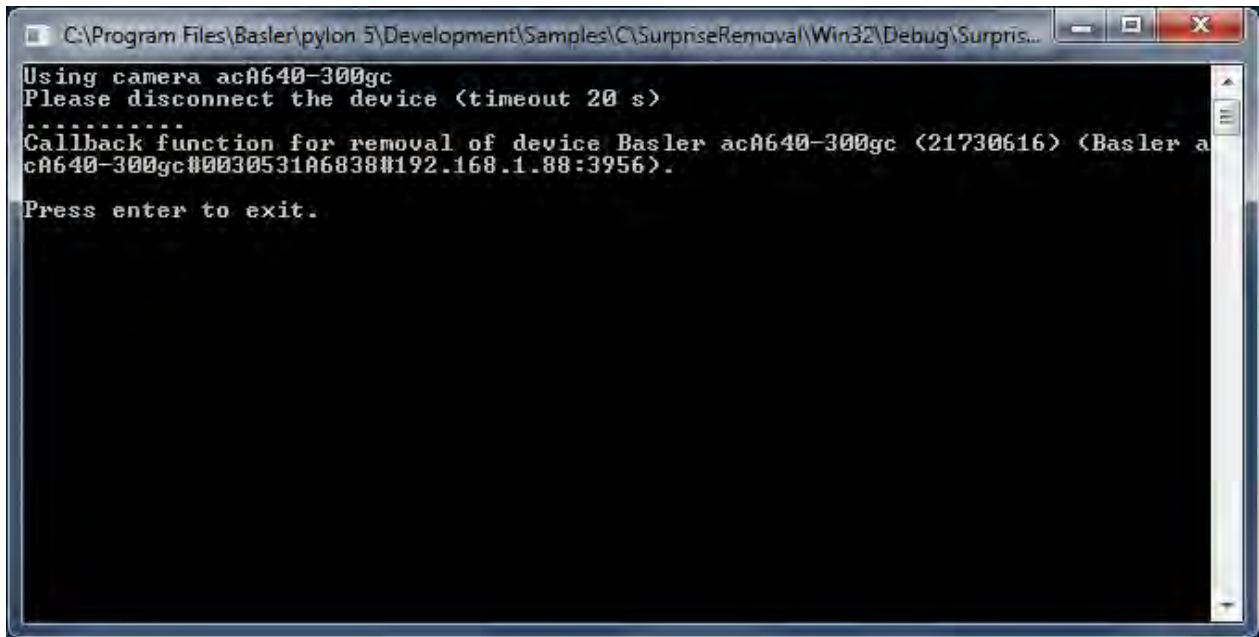 C:\Program Files\Basler\pylon 5\Development\Samples\C\SurpriseRemoval\Win32\Debug\Surpris...
Using camera acA640-300gc
Please disconnect the device (timeout 20 s)
...........
Callback function for removal of device Basler acA640-300gc (21730616) (Basler a
cA640-300gc#0030531A6838#192.168.1.88:3956).
Press enter to exit.